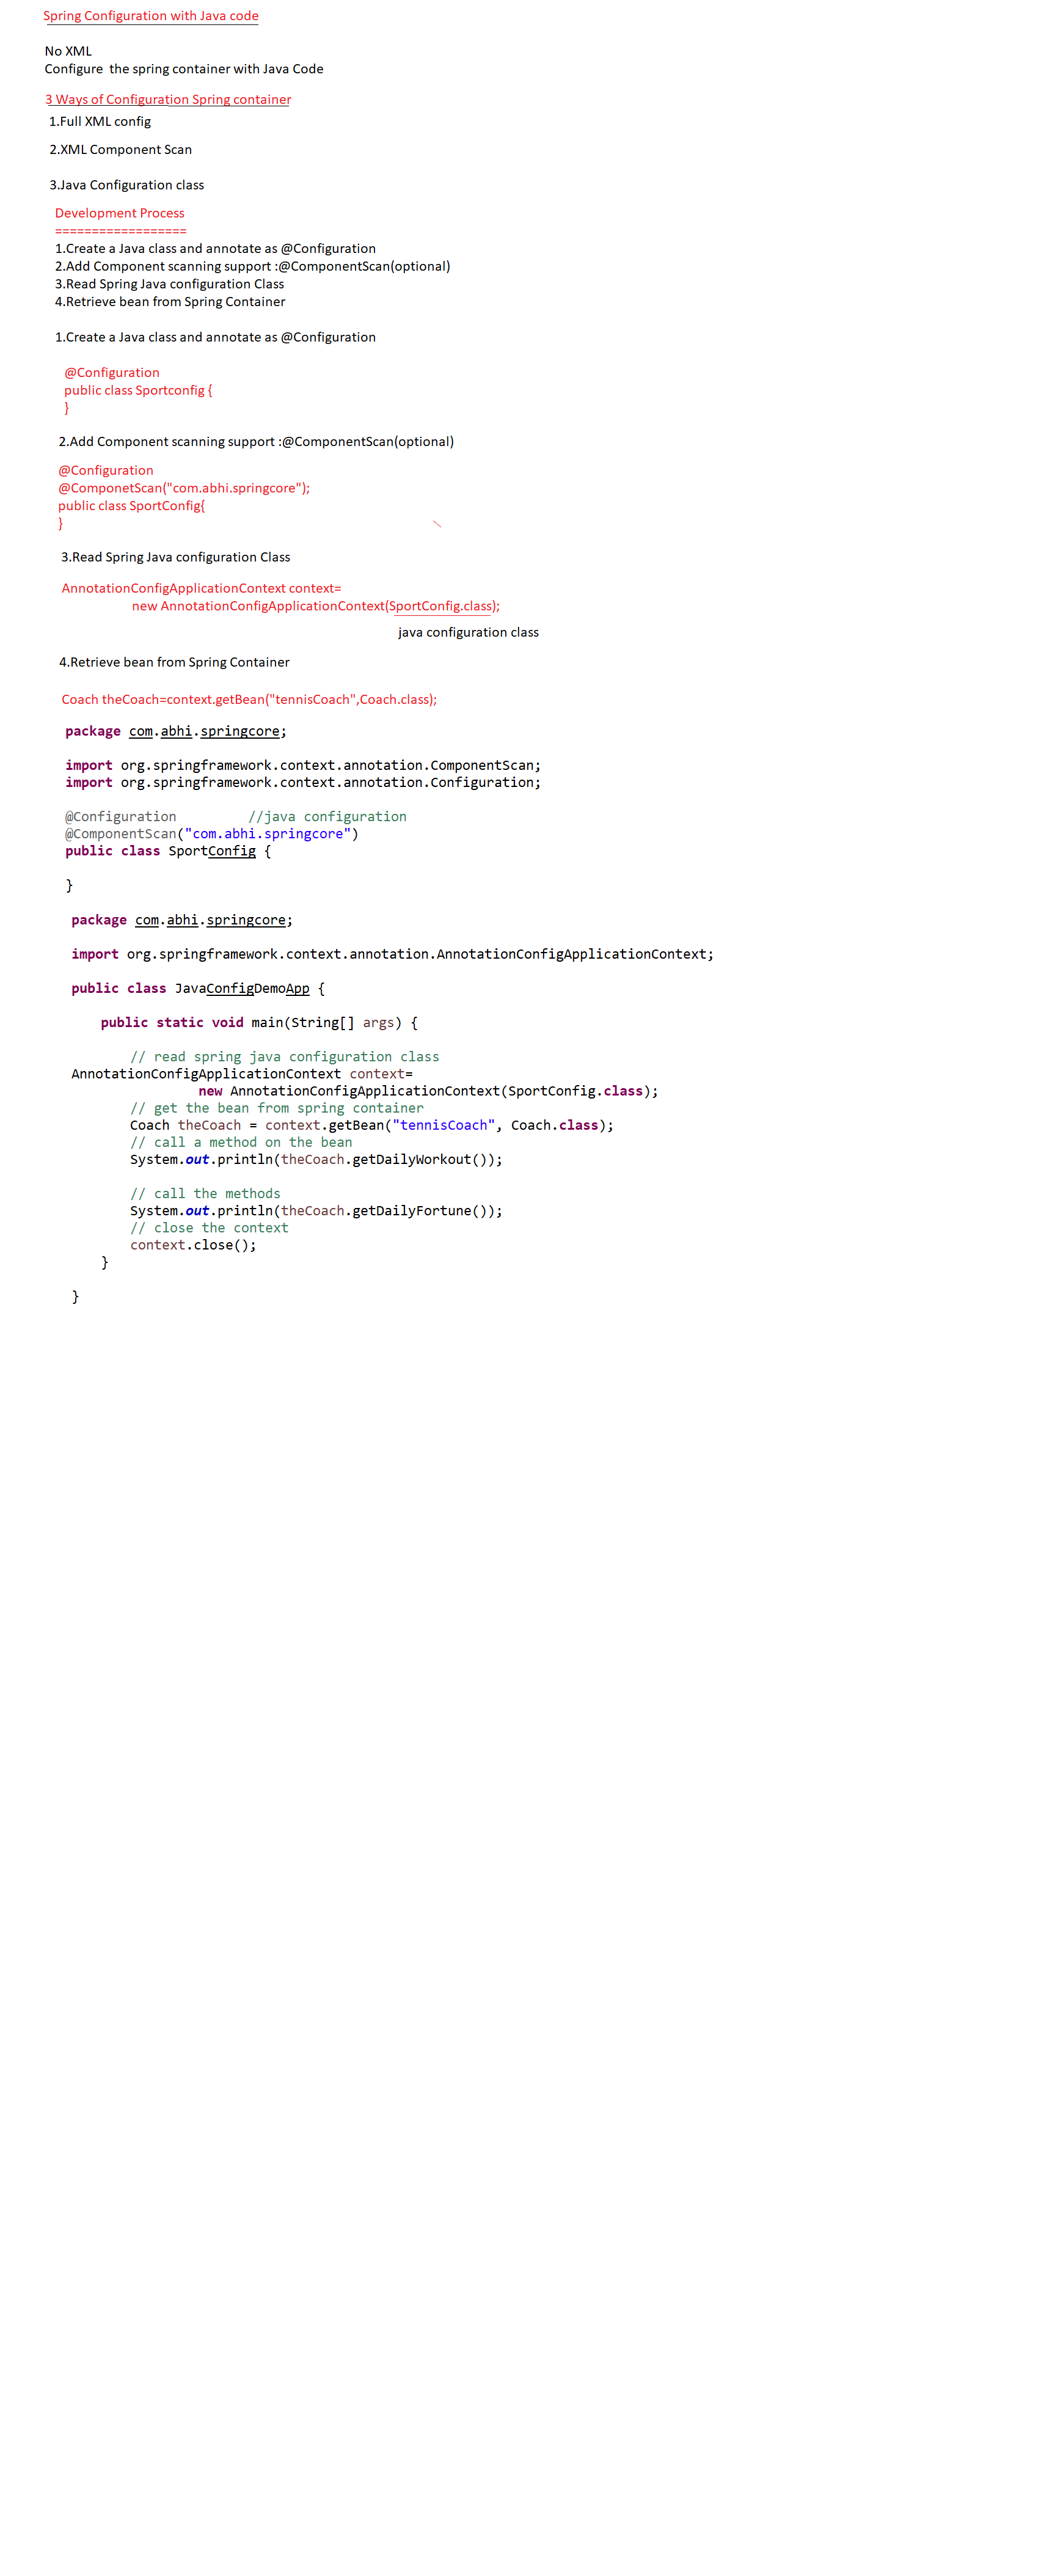 Spring Configuration with Java code
No XML
Configure  the spring container with Java Code
3 Ways of Configuration Spring container
1.Full XML config
2.XML Component Scan
3.Java Configuration class
Development Process
==================
1.Create a Java class and annotate as @Configuration
2.Add Component scanning support :@ComponentScan(optional)
3.Read Spring Java configuration Class
4.Retrieve bean from Spring Container
1.Create a Java class and annotate as @Configuration
@Configuration
public class Sportconfig {
}
2.Add Component scanning support :@ComponentScan(optional)
@Configuration
@ComponetScan("com.abhi.springcore");
public class SportConfig{
}
3.Read Spring Java configuration Class
AnnotationConfigApplicationContext context=
new AnnotationConfigApplicationContext(SportConfig.class);
java configuration class
4.Retrieve bean from Spring Container
Coach theCoach=context.getBean("tennisCoach",Coach.class);
package com.abhi.springcore;
import org.springframework.context.annotation.ComponentScan;
import org.springframework.context.annotation.Configuration;
@Configuration         //java configuration
@ComponentScan("com.abhi.springcore")
public class SportConfig {
}
package com.abhi.springcore;
import org.springframework.context.annotation.AnnotationConfigApplicationContext;
public class JavaConfigDemoApp {
public static void main(String[] args) {
// read spring java configuration class
AnnotationConfigApplicationContext context=
new AnnotationConfigApplicationContext(SportConfig.class);
// get the bean from spring container
Coach theCoach = context.getBean("tennisCoach", Coach.class);
// call a method on the bean
System.out.println(theCoach.getDailyWorkout());
// call the methods
System.out.println(theCoach.getDailyFortune());
// close the context
context.close();
}
}